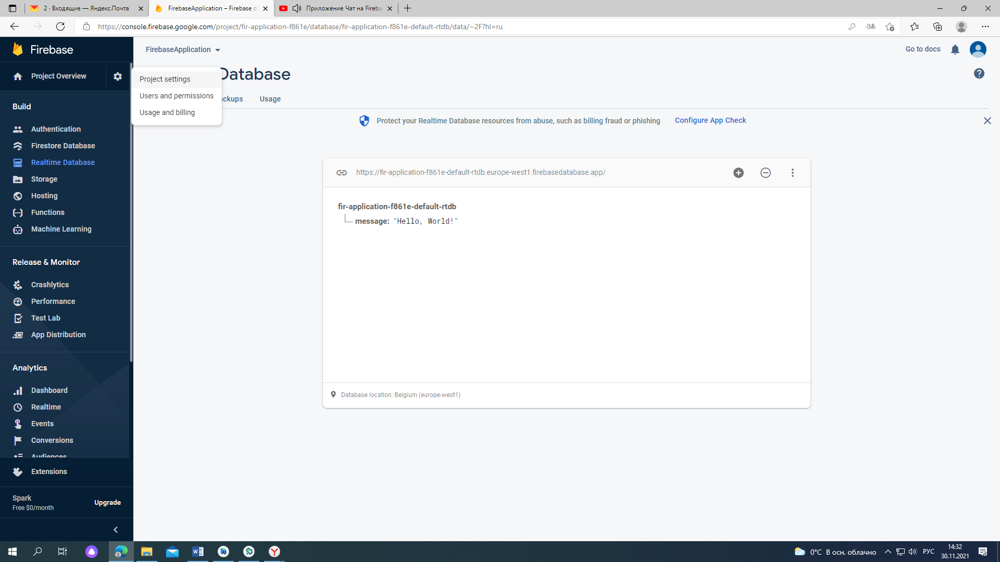 2 · Входящие — Яндекс.Почта
FirebaseApplication – Firebase co
Приложение Чат на Fireba
https://console.firebase.google.com/project/fir-application-f861e/database/fir-application-f861e-default-rtdb/data/~2F?hl=ru
Firebase
FirebaseApplication
Go to docs
Project Overview
Project settings
Users and permissions
Usage and billing
Database
ckups
Usage
Protect your Realtime Database resources from abuse, such as billing fraud or phishing
Configure App Check
Build
Authentication
Firestore Database
Realtime Database
Storage
Hosting
Functions
Machine Learning
https://fir-application-f861e-default-rtdb.europe-west1.firebasedatabase.app/
fir-application-f861e-default-rtdb
message: "Hello, World!"
Database location: Belgium (europe-west1)
Release & Monitor
Crashlytics
Performance
Test Lab
App Distribution
Analytics
Dashboard
Realtime
Events
Conversions
Audiences
Extensions
Spark
Free $0/month
Upgrade
0°C В осн. облачно
РУС
14:32
30.11.2021